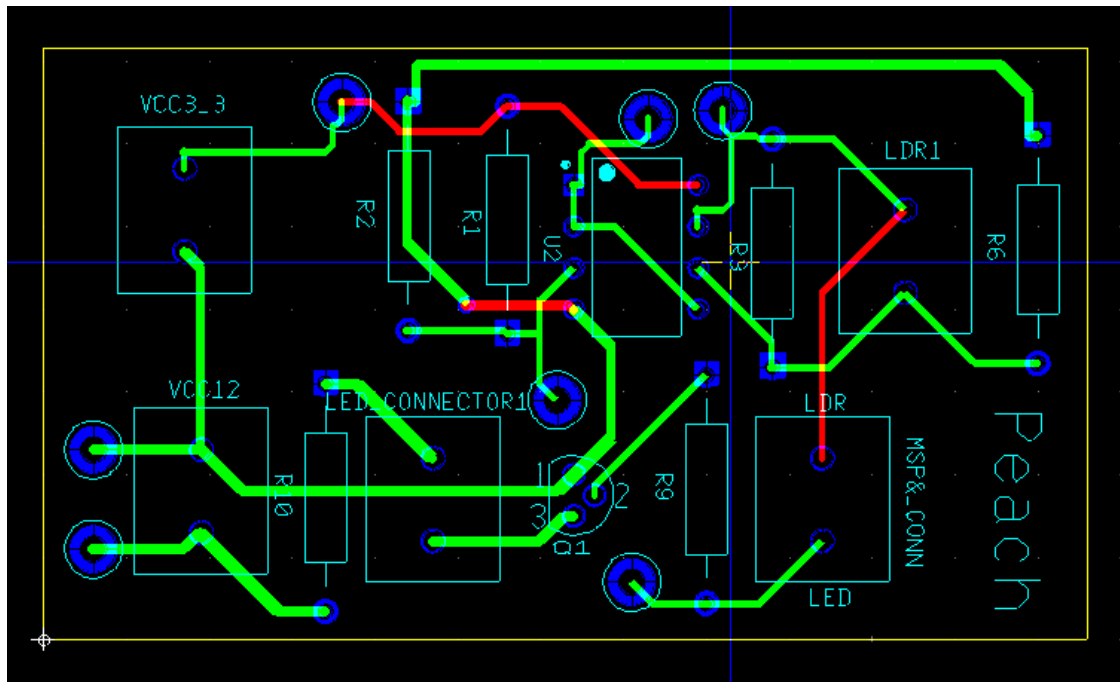 VCC3_3
LDR1
R2
R1
U2
R5
R6
VCC12
LED_CONNECTOR1
LDR
R10
1
2
3
Q1
R9
MSP&_CONN
Peach
LED